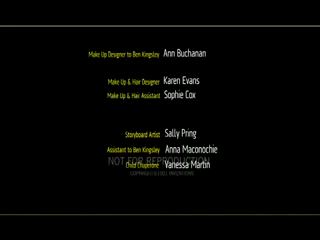 Make Up Designer to Ben Kingsley Ann Buchanan
Make Up & Hair Designer Karen Evans
Make Up & Hair Assistant Sophie Cox
Storyboard Artist Sally Pring
Assistant to Ben Kingsley Anna Maconochie
NOT FOR REPRODUCTION
Child Chaperone Vanessa Martin